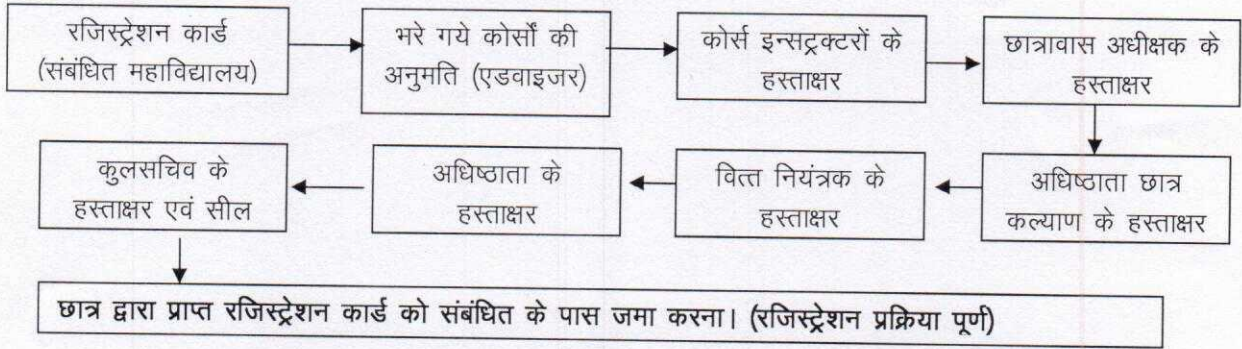 रजिस्ट्रेशन कार्ड
(संबंधित महाविद्यालय)
भरे गये कोर्सों की
अनुमति (एडवाइजर)
कोर्स इन्सट्रक्टरों के
हस्ताक्षर
छात्रावास अधीक्षक के
हस्ताक्षर
अधिष्ठाता छात्र
कल्याण के हस्ताक्षर
वित्त नियंत्रक के
हस्ताक्षर
अधिष्ठाता के
हस्ताक्षर
कुलसचिव के
हस्ताक्षर एवं सील
छात्र द्वारा प्राप्त रजिस्ट्रेशन कार्ड को संबंधित के पास जमा करना। (रजिस्ट्रेशन प्रक्रिया पूर्ण)